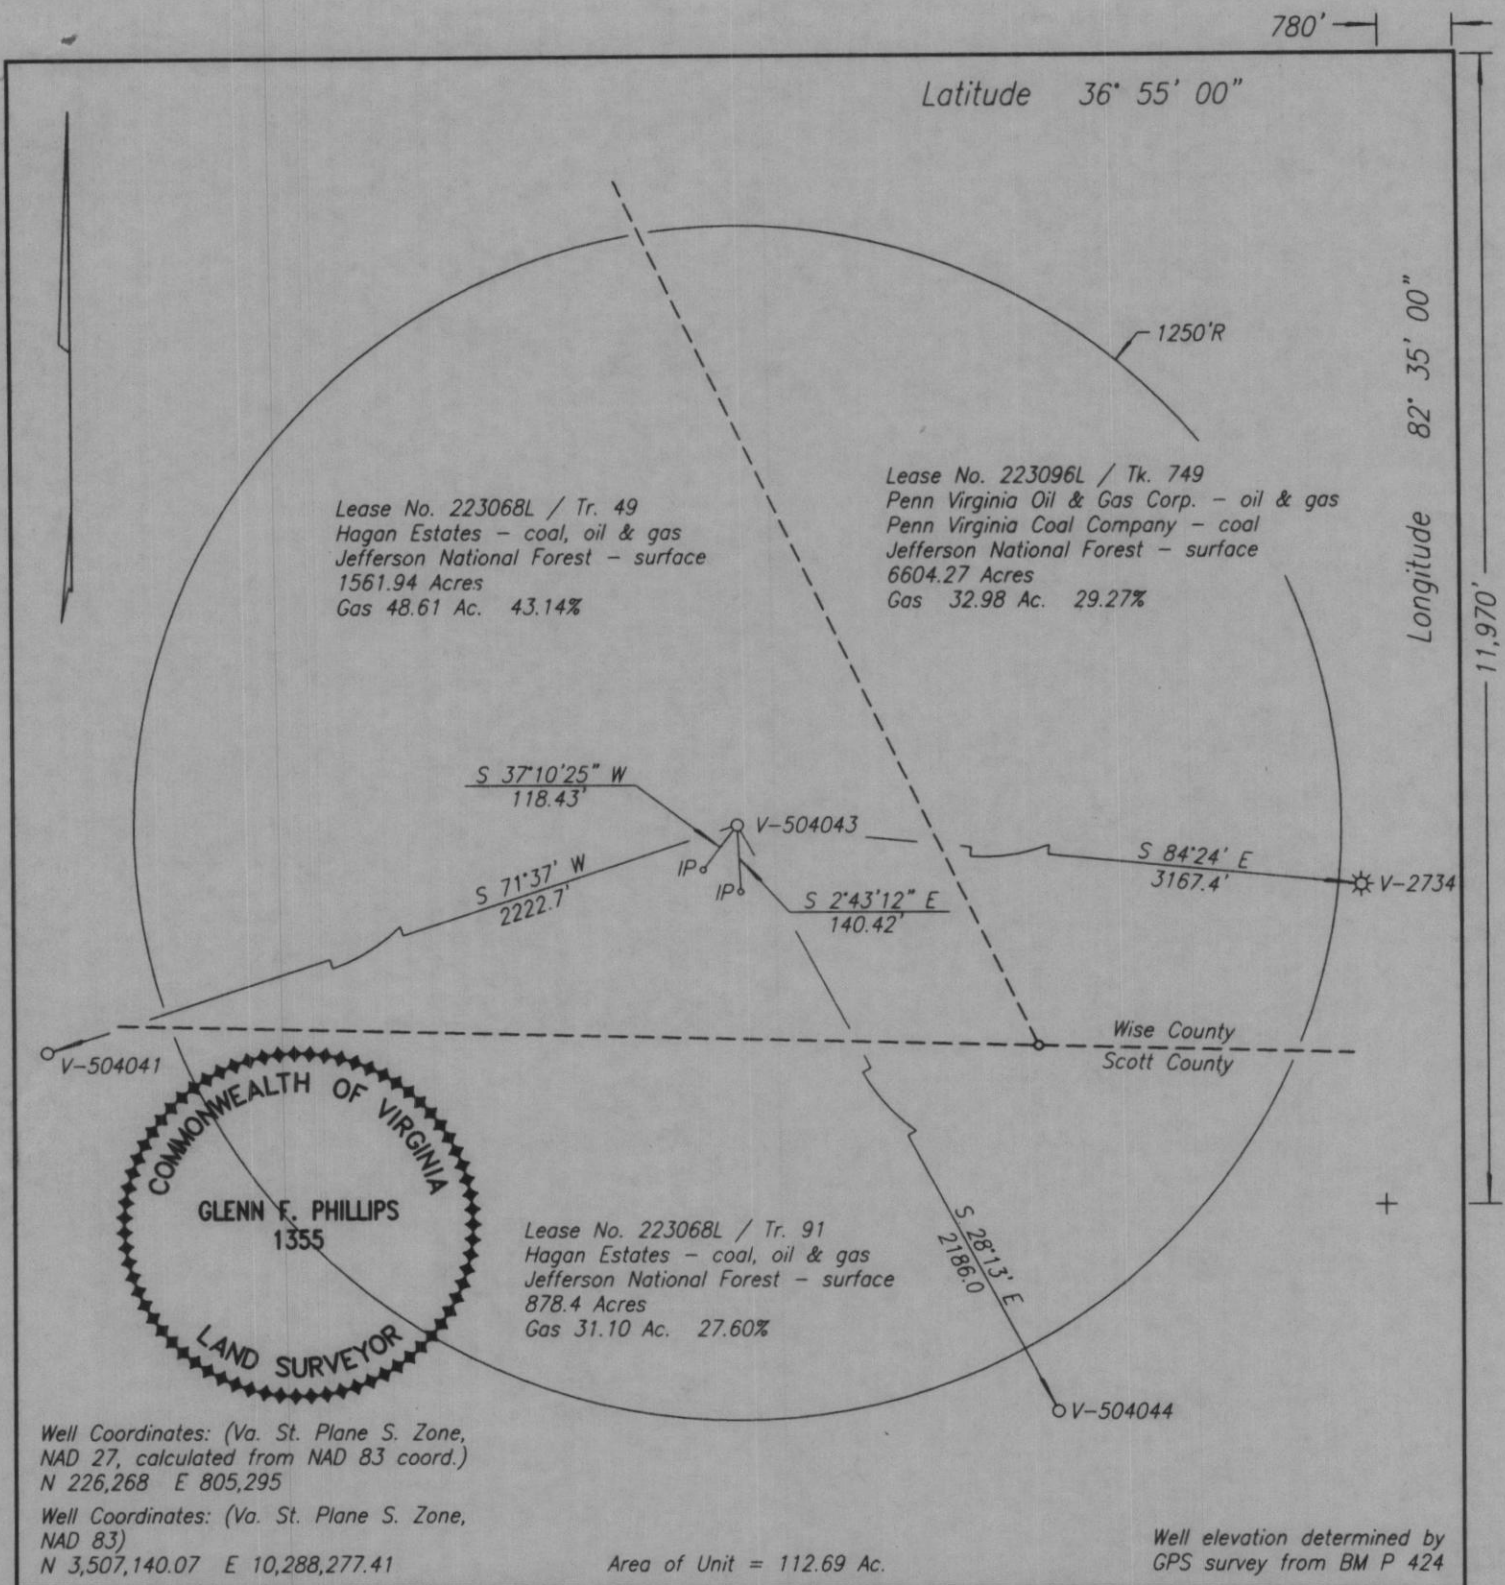 780'
Latitude 36° 55' 00"
Longitude 82° 35' 00"
11,970'
1250'R
Lease No. 223068L / Tr. 49
Hagan Estates – coal, oil & gas
Jefferson National Forest – surface
1561.94 Acres
Gas 48.61 Ac. 43.14%
Lease No. 223096L / Tk. 749
Penn Virginia Oil & Gas Corp. – oil & gas
Penn Virginia Coal Company – coal
Jefferson National Forest – surface
6604.27 Acres
Gas 32.98 Ac. 29.27%
S 37°10'25" W
118.43'
V-504043
S 84°24' E
3167.4'
V-2734
IP
IP
S 71°37' W
2222.7'
S 2°43'12" E
140.42'
Wise County
Scott County
V-504041
COMMONWEALTH OF VIRGINIA
GLENN F. PHILLIPS
1355
LAND SURVEYOR
Lease No. 223068L / Tr. 91
Hagan Estates – coal, oil & gas
Jefferson National Forest – surface
878.4 Acres
Gas 31.10 Ac. 27.60%
S 28°13' E
2186.0
V-504044
Well Coordinates: (Va. St. Plane S. Zone,
NAD 27, calculated from NAD 83 coord.)
N 226,268 E 805,295
Well Coordinates: (Va. St. Plane S. Zone,
NAD 83)
N 3,507,140.07 E 10,288,277.41
Area of Unit = 112.69 Ac.
Well elevation determined by
GPS survey from BM P 424